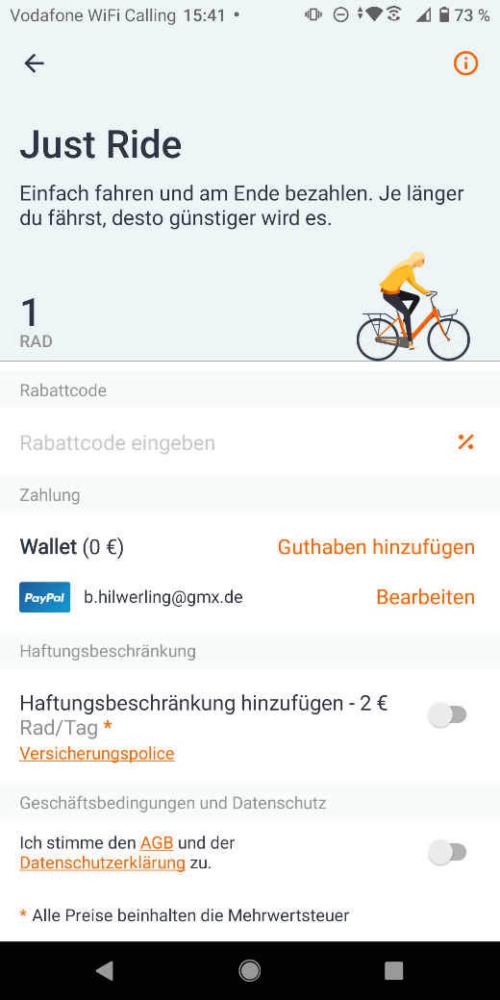 Vodafone WiFi Calling 15:41 • 73 %
Just Ride
Einfach fahren und am Ende bezahlen. Je länger
du fährst, desto günstiger wird es.
1
RAD
Rabattcode
Rabattcode eingeben
Zahlung
Wallet (0 €) Guthaben hinzufügen
PayPal b.hilwerling@gmx.de Bearbeiten
Haftungsbeschränkung
Haftungsbeschränkung hinzufügen - 2 €
Rad/Tag *
Versicherungspolice
Geschäftsbedingungen und Datenschutz
Ich stimme den AGB und der
Datenschutzerklärung zu.
* Alle Preise beinhalten die Mehrwertsteuer